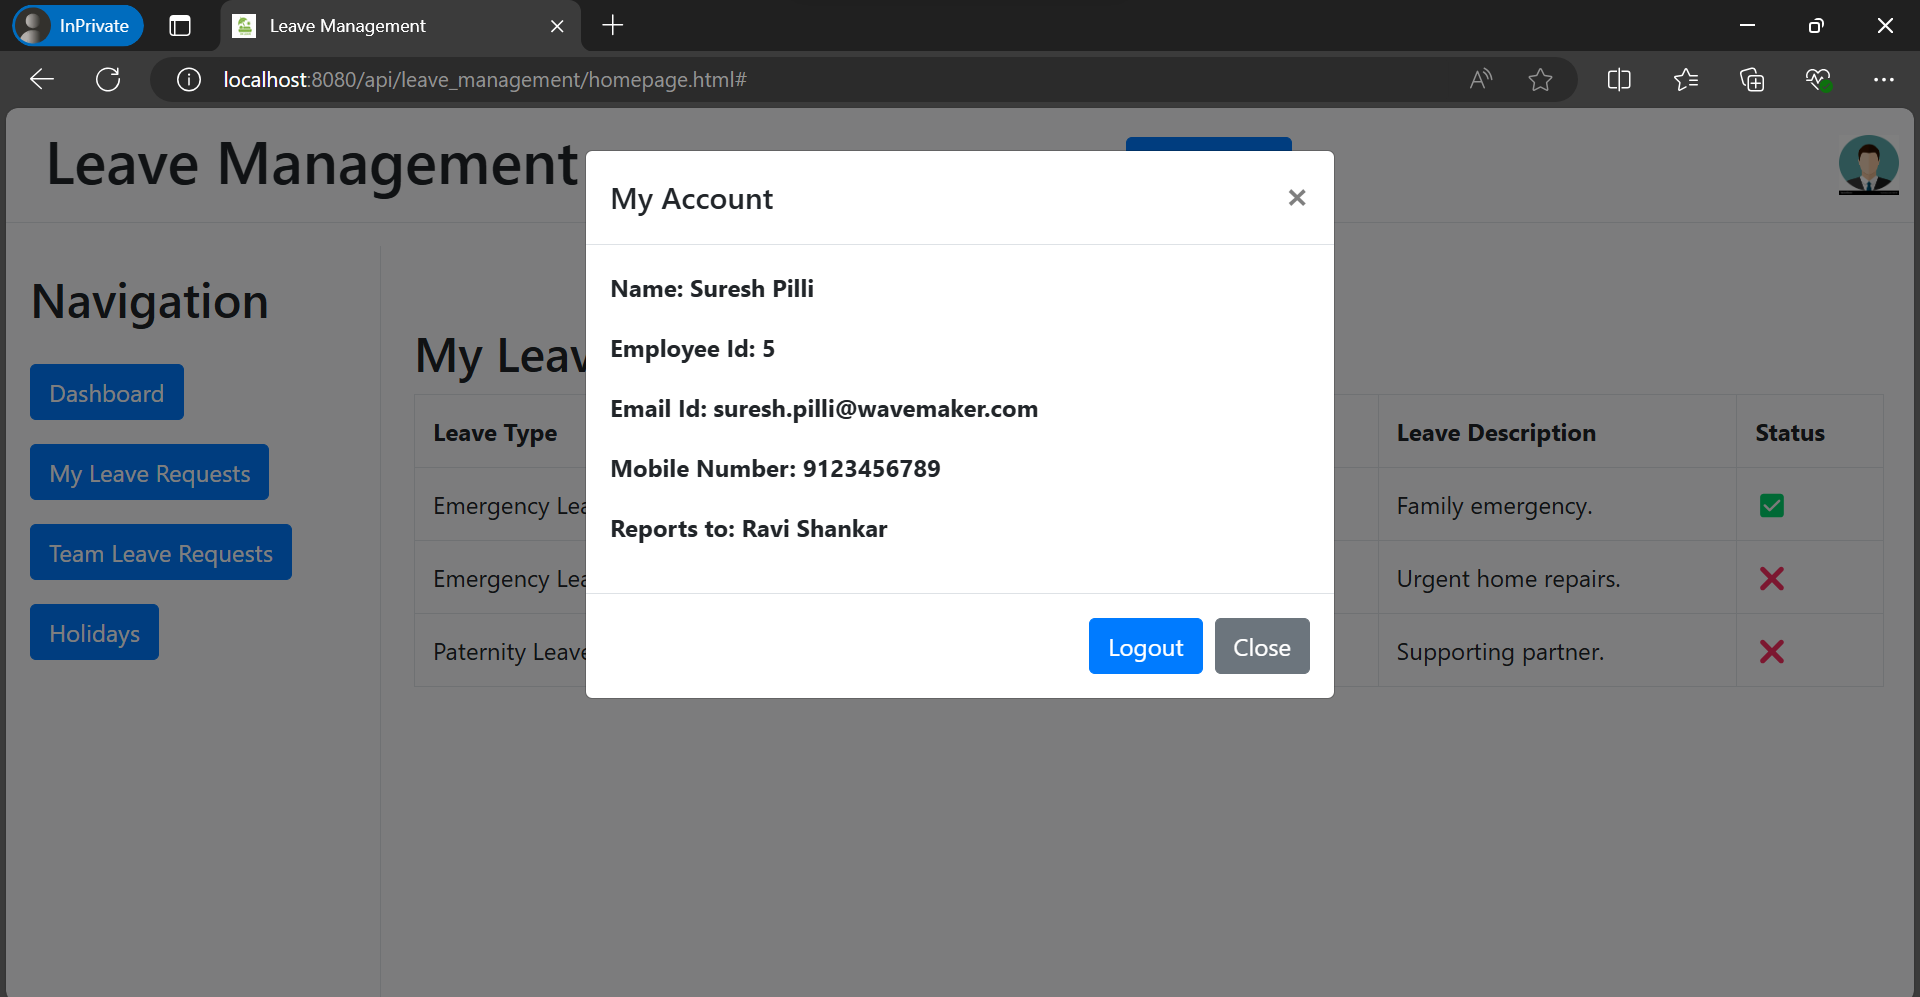 InPrivate
Leave Management
localhost:8080/api/leave_management/homepage.html#
Leave Management
My Account
Name: Suresh Pilli
Employee Id: 5
Email Id: suresh.pilli@wavemaker.com
Mobile Number: 9123456789
Reports to: Ravi Shankar
Logout Close
Navigation
Dashboard
My Leave Requests
Team Leave Requests
Holidays
My
Leave Type Leave Description Status
Emergency Family emergency.
Emergency Urgent home repairs.
Paternity Leave Supporting partner.